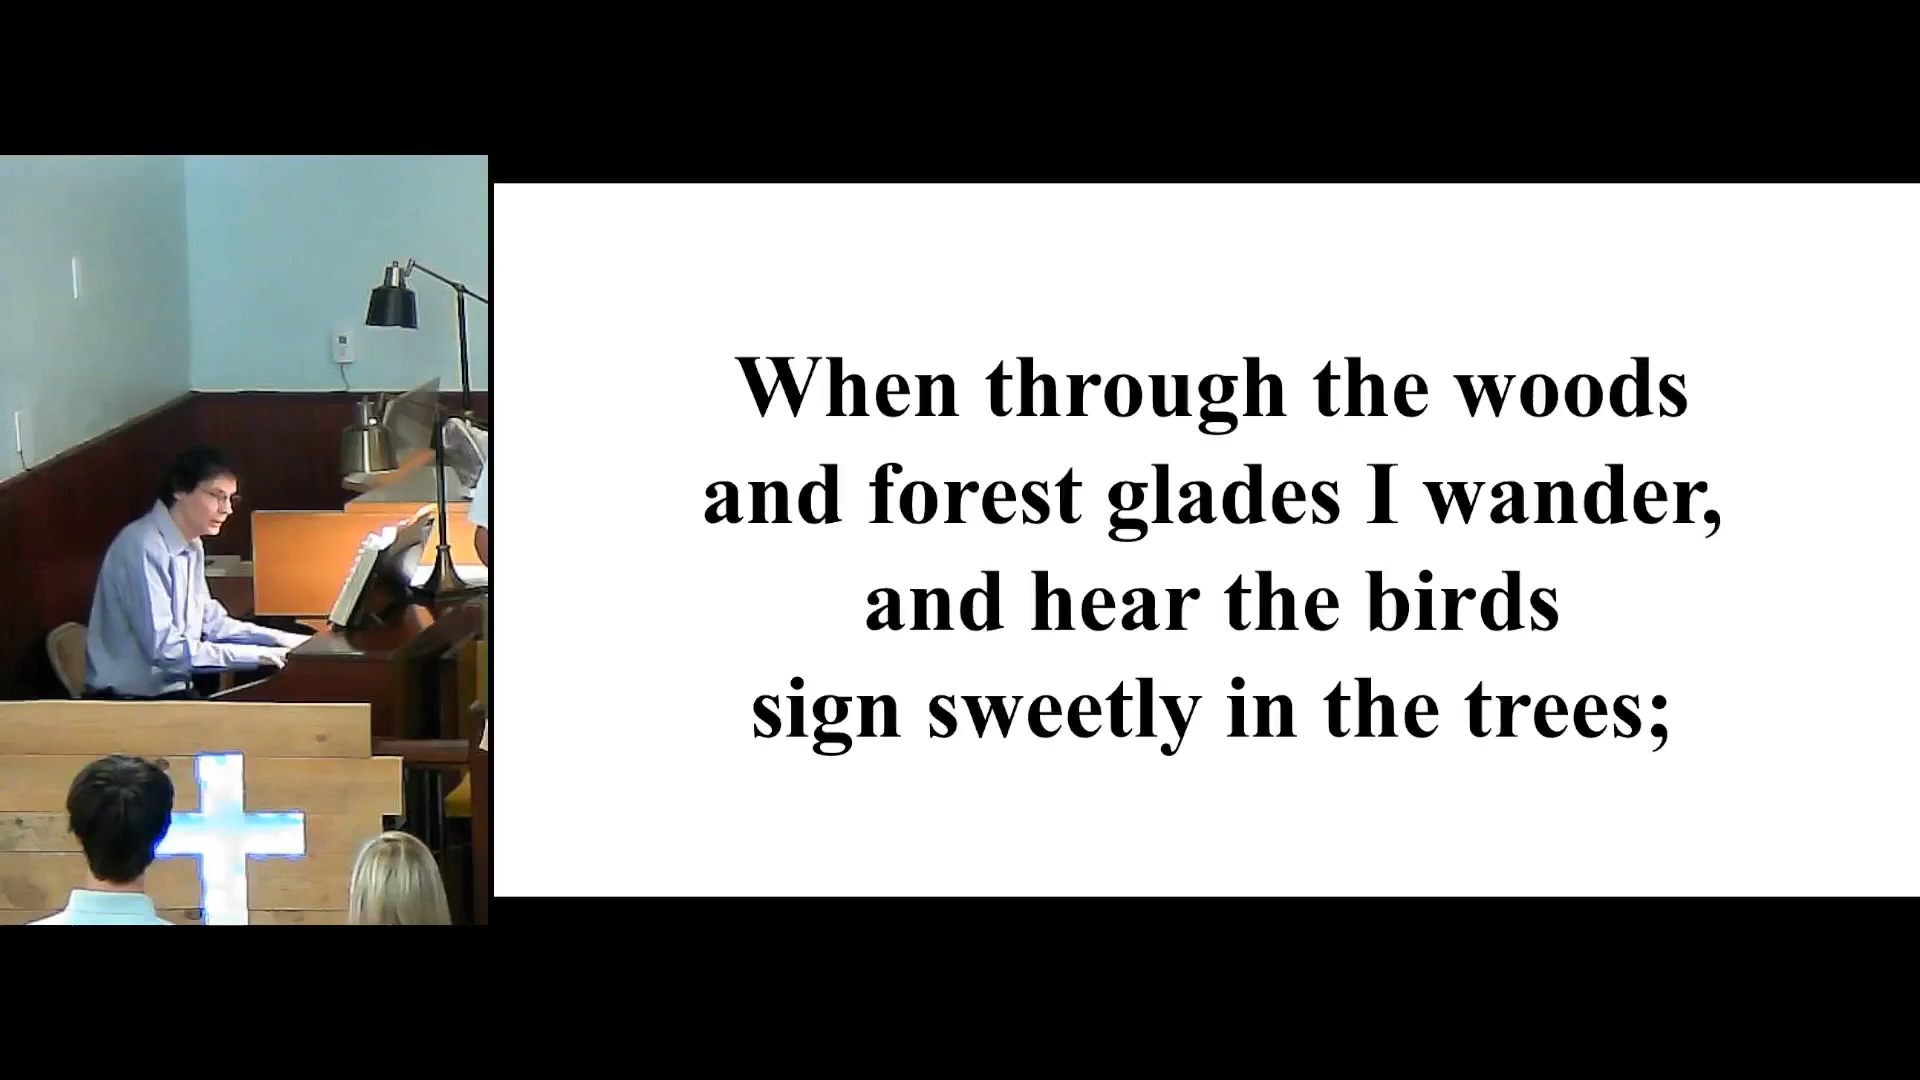 When through the woods
and forest glades I wander,
and hear the birds
sign sweetly in the trees;